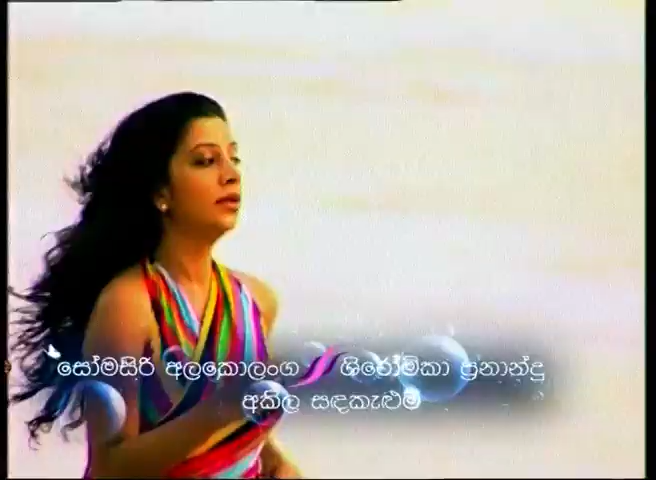 සෝමසිරි අලකොලංග ශිරෝමිකා ප්‍රනාන්දු
අකිල සඳකැළුම්